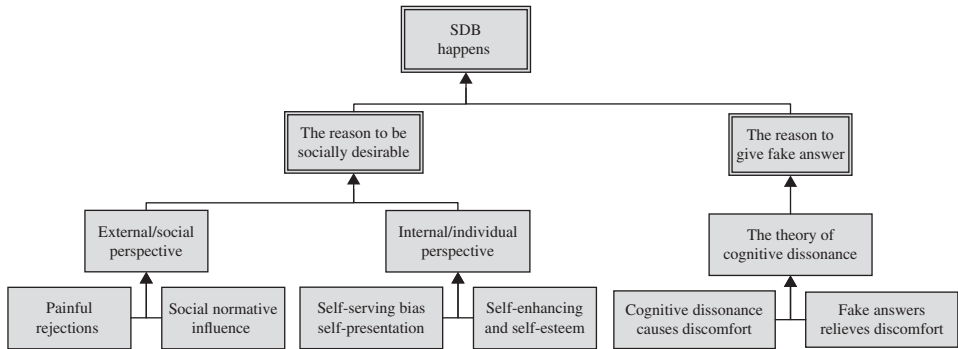 SDB
happens
The reason to be
socially desirable
The reason to
give fake answer
External/social
perspective
Internal/individual
perspective
The theory of
cognitive dissonance
Painful
rejections
Social normative
influence
Self-serving bias
self-presentation
Self-enhancing
and self-esteem
Cognitive dissonance
causes discomfort
Fake answers
relieves discomfort